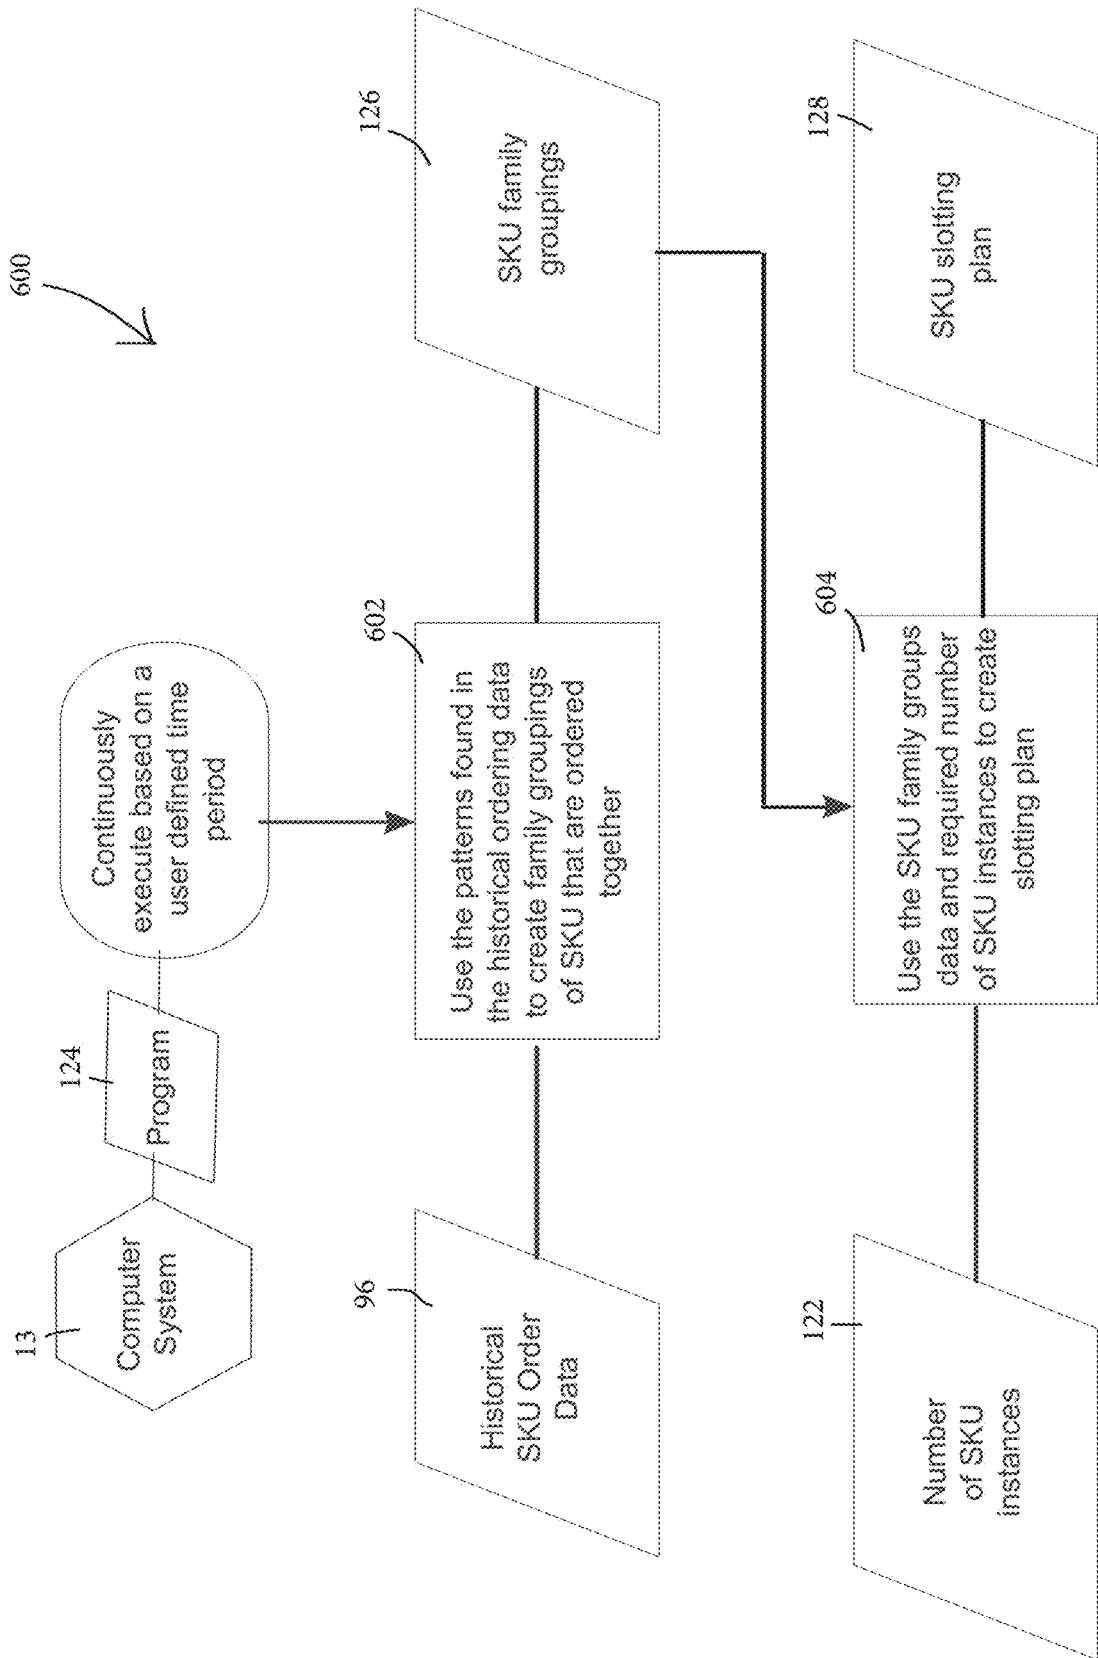 600
13
Computer
System
124
Program
Continuously
execute based on a
user defined time
period
96
Historical
SKU Order
Data
602
Use the patterns found in
the historical ordering data
to create family groupings
of SKU that are ordered
together
126
SKU family
groupings
122
Number
of SKU
instances
604
Use the SKU family groups
data and required number
of SKU instances to create
slotting plan
128
SKU slotting
plan